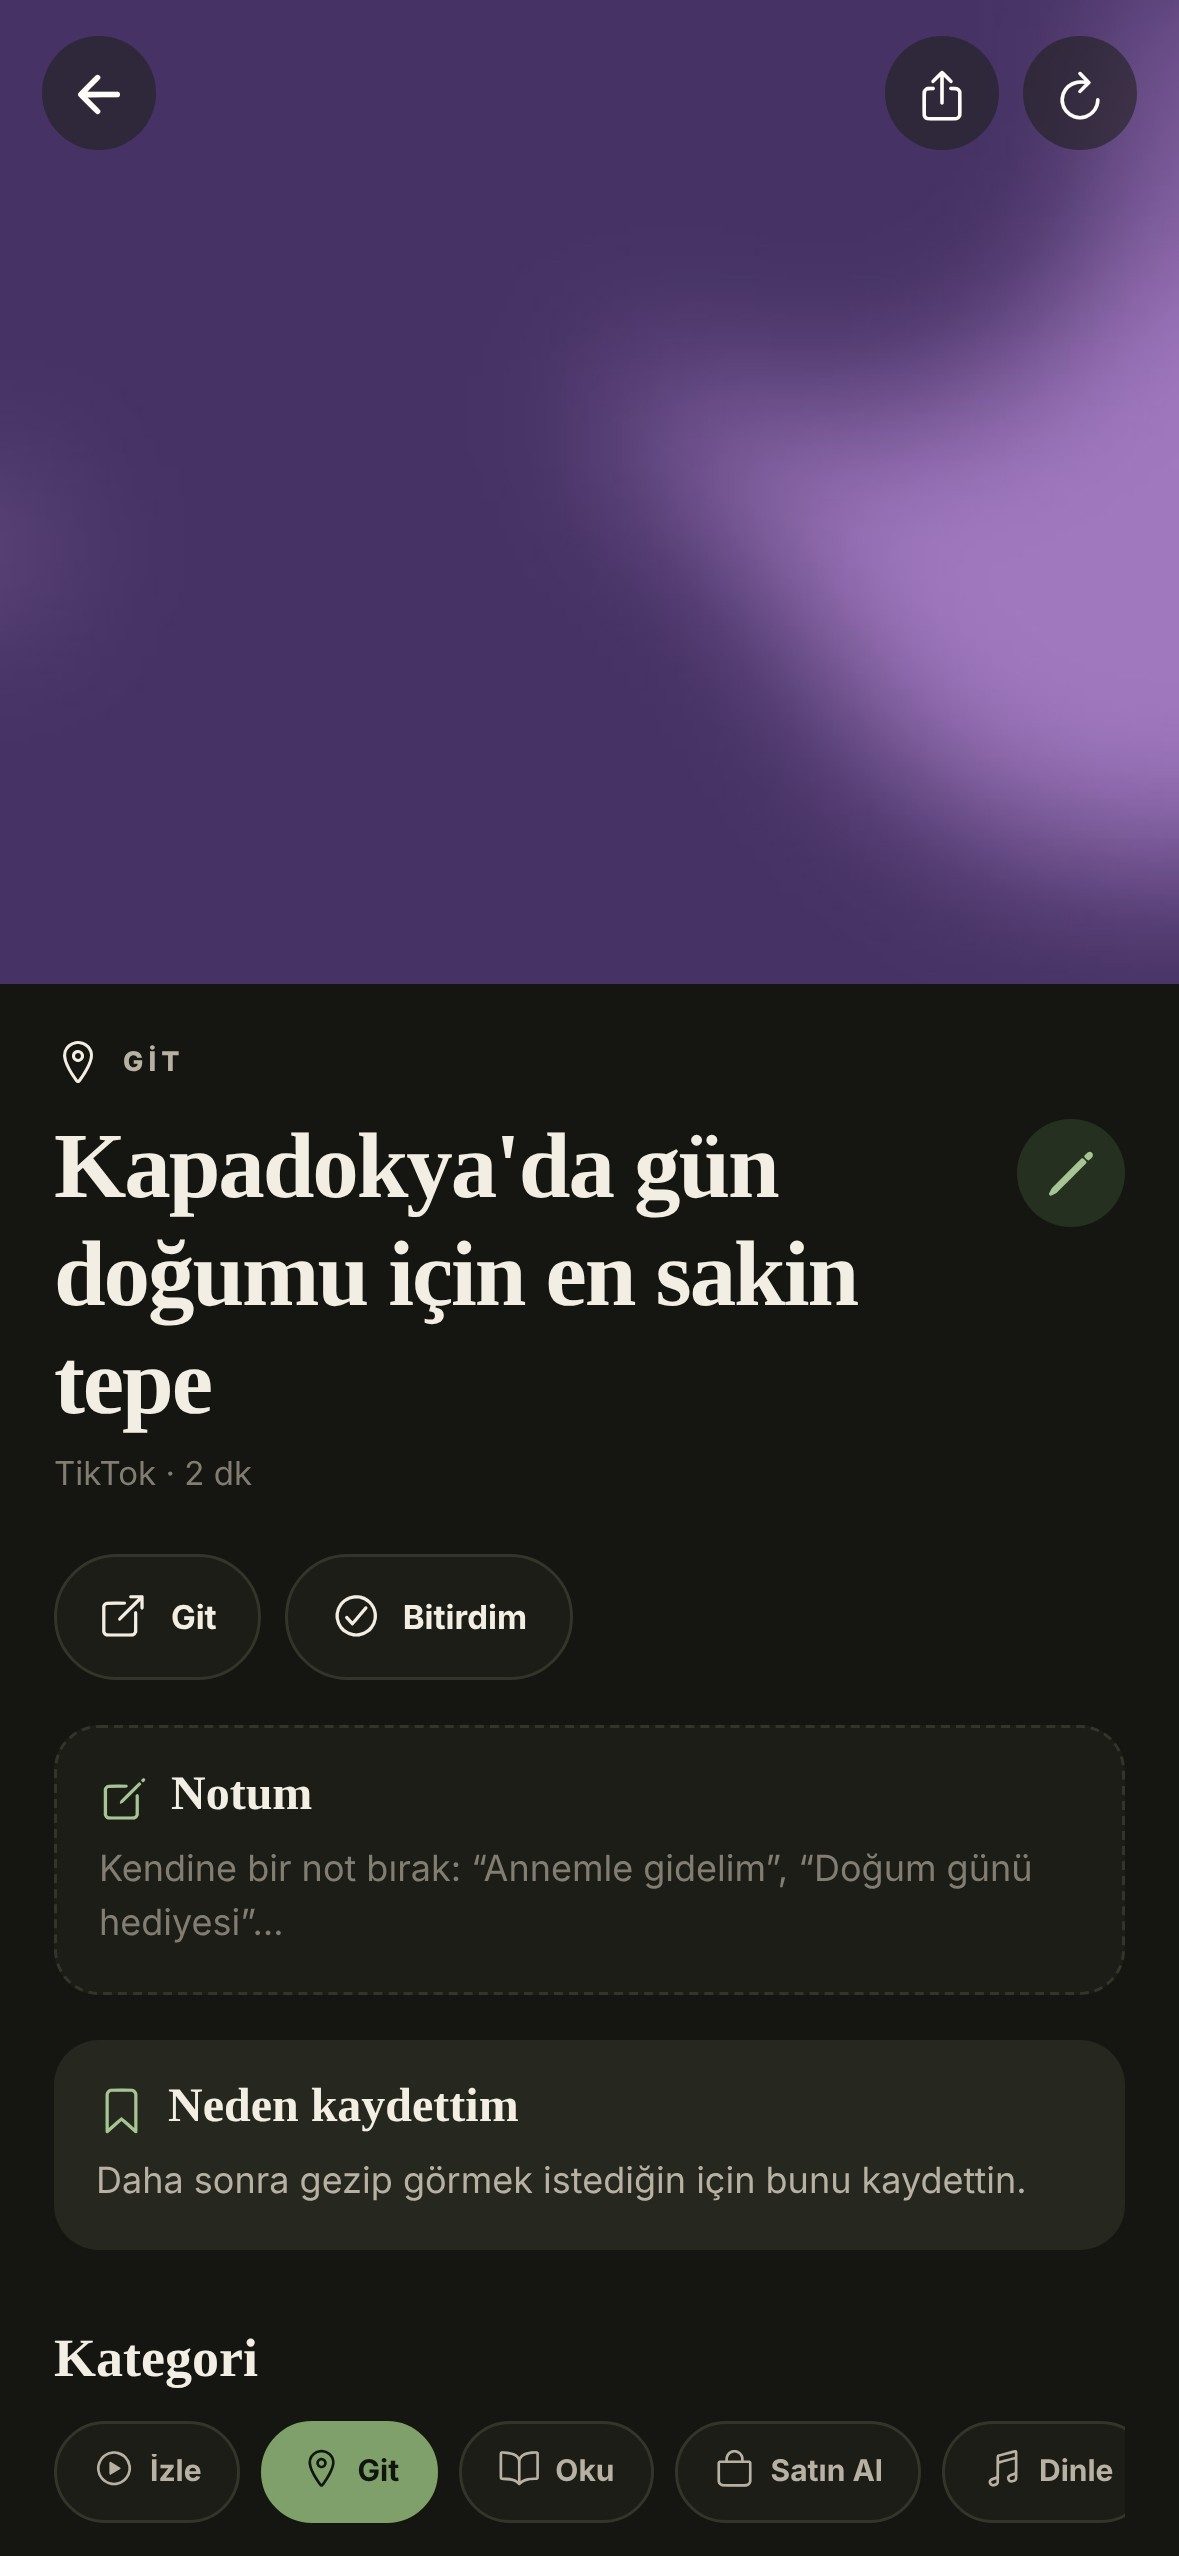 GİT
Kapadokya'da gün
doğumu için en sakin
tepe
TikTok · 2 dk
Git
Bitirdim
Notum
Kendine bir not bırak: “Annemle gidelim”, “Doğum günü
hediyesi”...
Neden kaydettim
Daha sonra gezip görmek istediğin için bunu kaydettin.
Kategori
İzle
Git
Oku
Satın Al
Dinle